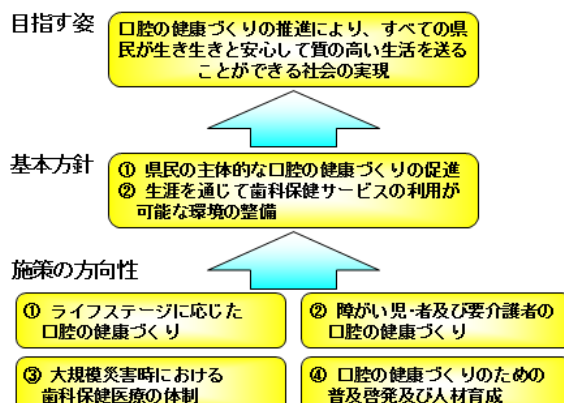 目指す姿
口腔の健康づくりの推進により、すべての県
民が生き生きと安心して質の高い生活を送る
ことができる社会の実現
基本方針
① 県民の主体的な口腔の健康づくりの促進
② 生涯を通じて歯科保健サービスの利用が
可能な環境の整備
施策の方向性
① ライフステージに応じた
口腔の健康づくり
② 障がい児・者及び要介護者の
口腔の健康づくり
③ 大規模災害時における
歯科保健医療の体制
④ 口腔の健康づくりのための
普及啓発及び人材育成